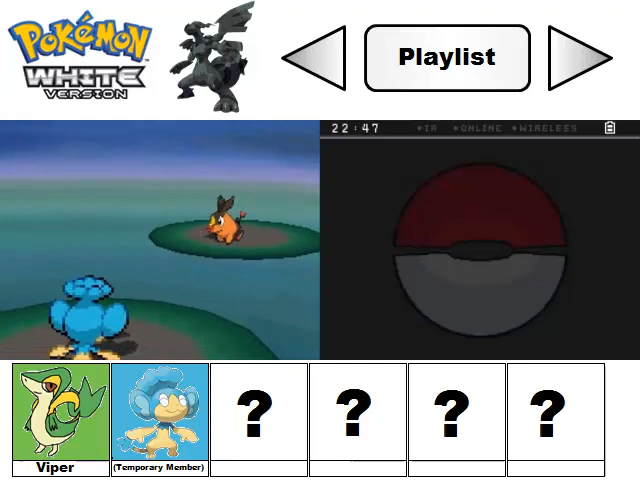 POKéMON
WHITE
VERSION
Playlist
22:47
*IR *ONLINE *WIRELESS
? ? ? ?
Viper
(Temporary Member)